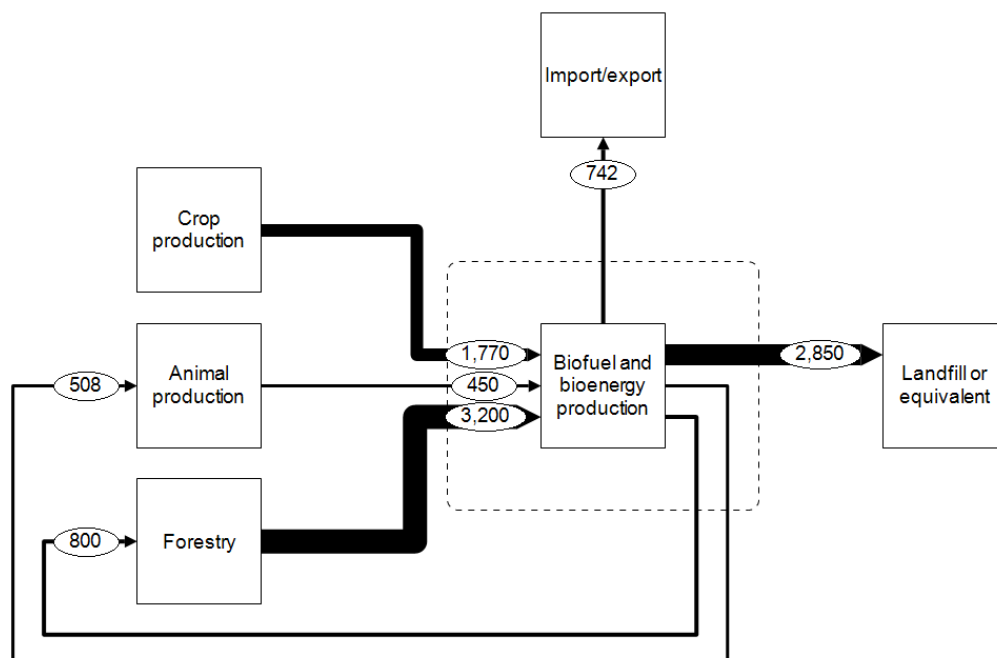 Import/export
742
Crop
production
1,770
508
Animal
production
450
Biofuel and
bioenergy
production
2,850
Landfill or
equivalent
3,200
800
Forestry